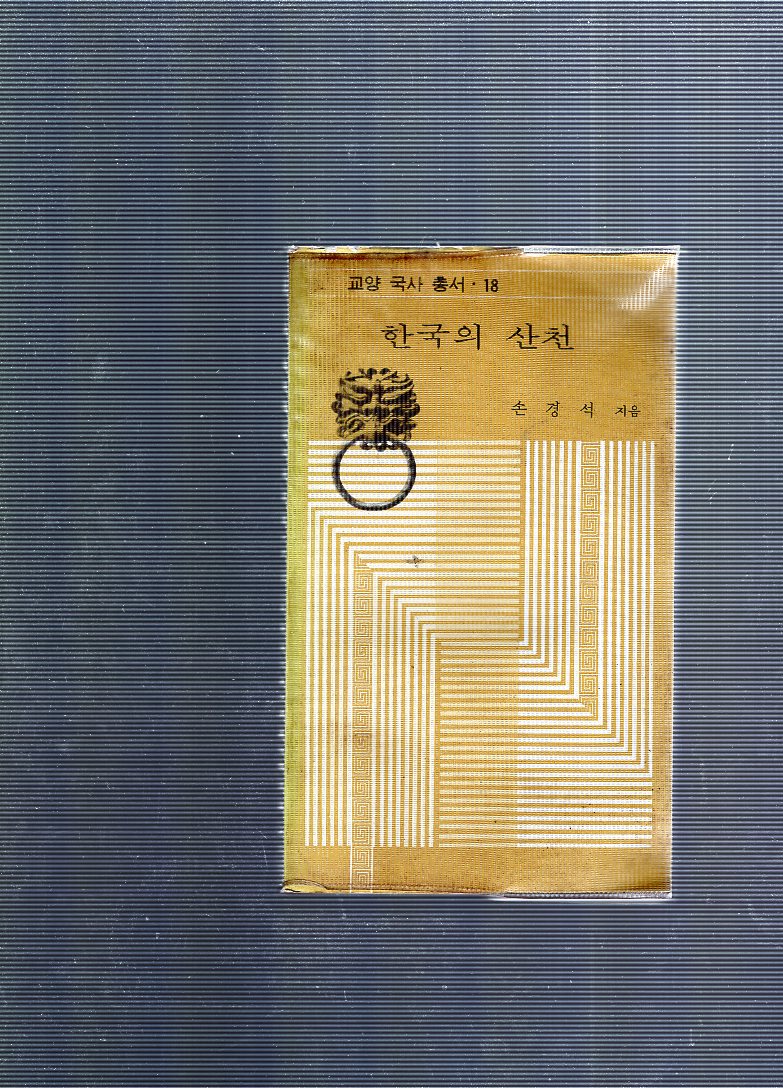 교양 국사 총서 · 18
한국의 산천
손 경 석 지음